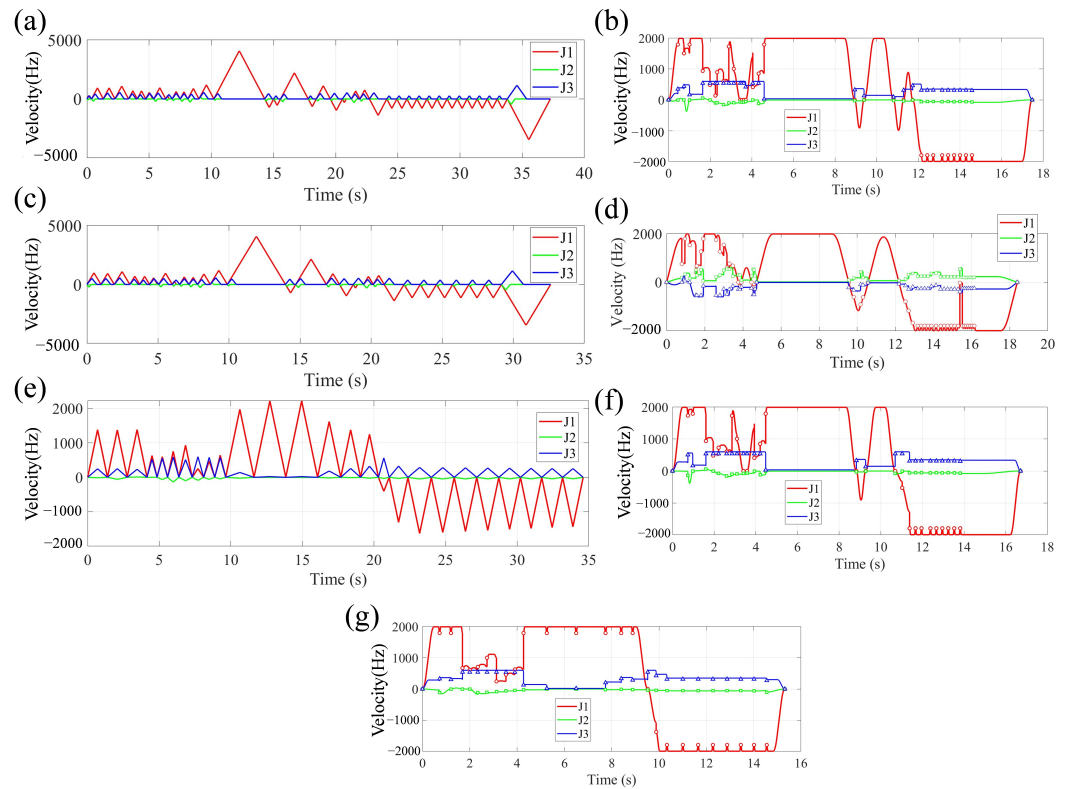 (a)
5000
0
−5000
Velocity(Hz)
J1
J2
J3
0 5 10 15 20 25 30 35 40
Time (s)
(b)
2000
1000
0
−1000
−2000
Velocity(Hz)
J1
J2
J3
0 2 4 6 8 10 12 14 16 18
Time (s)
(c)
5000
0
−5000
Velocity(Hz)
J1
J2
J3
0 5 10 15 20 25 30 35
Time (s)
(d)
2000
0
−2000
Velocity (Hz)
J1
J2
J3
0 2 4 6 8 10 12 14 16 18 20
Time (s)
(e)
2000
1000
0
−1000
−2000
Velocity(Hz)
J1
J2
J3
0 5 10 15 20 25 30 35
Time (s)
(f)
2000
1000
0
−1000
−2000
Velocity(Hz)
J1
J2
J3
0 2 4 6 8 10 12 14 16 18
Time (s)
(g)
2000
1000
0
−1000
−2000
Velocity(Hz)
J1
J2
J3
0 2 4 6 8 10 12 14 16
Time (s)